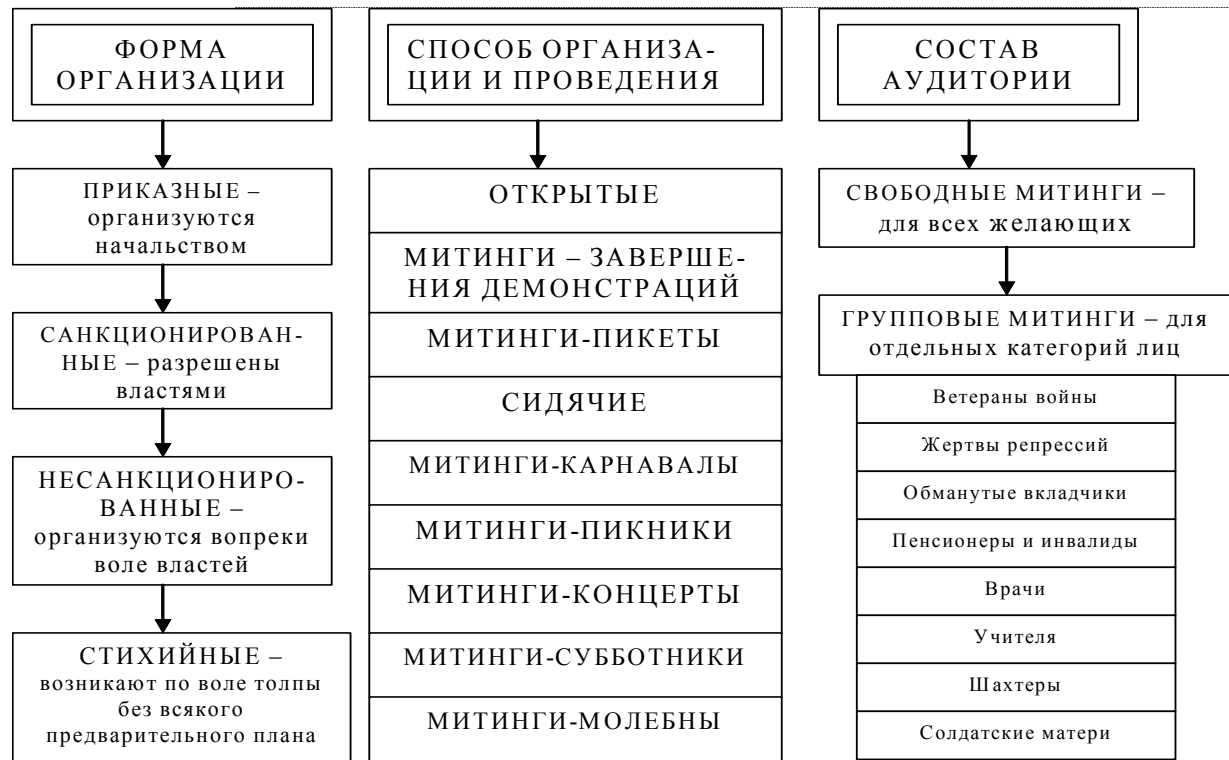 ФОРМА
ОРГАНИЗАЦИИ
ПРИКАЗНЫЕ –
организуются
начальством
САНКЦИОНИРОВАН-
НЫЕ – разрешены
властями
НЕСАНКЦИОНИРО-
ВАННЫЕ –
организуются вопреки
воле властей
СТИХИЙНЫЕ –
возникают по воле толпы
без всякого
предварительного плана
СПОСОБ ОРГАНИЗА-
ЦИИ И ПРОВЕДЕНИЯ
ОТКРЫТЫЕ
МИТИНГИ – ЗАВЕРШЕ-
НИЯ ДЕМОНСТРАЦИЙ
МИТИНГИ-ПИКЕТЫ
СИДЯЧИЕ
МИТИНГИ-КАРНАВАЛЫ
МИТИНГИ-ПИКНИКИ
МИТИНГИ-КОНЦЕРТЫ
МИТИНГИ-СУББОТНИКИ
МИТИНГИ-МОЛЕБНЫ
СОСТАВ
АУДИТОРИИ
СВОБОДНЫЕ МИТИНГИ –
для всех желающих
ГРУППОВЫЕ МИТИНГИ – для
отдельных категорий лиц
Ветераны войны
Жертвы репрессий
Обманутые вкладчики
Пенсионеры и инвалиды
Врачи
Учителя
Шахтеры
Солдатские матери